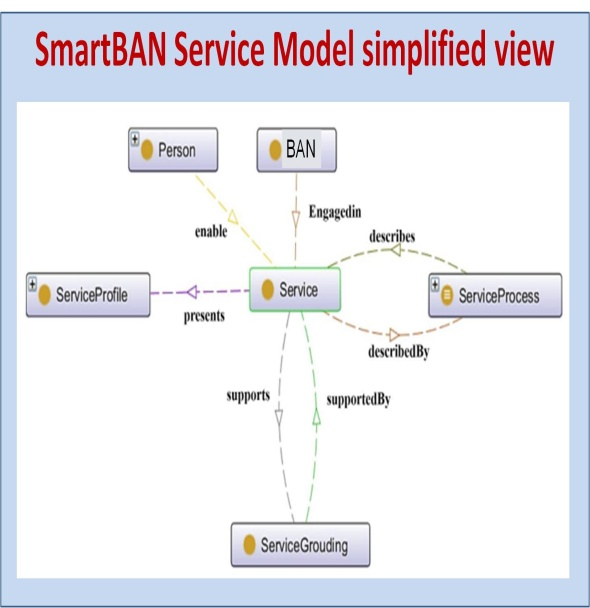 SmartBAN Service Model simplified view
Person
BAN
enable
Engagedin
describes
ServiceProfile
Service
ServiceProcess
presents
describedBy
supports
supportedBy
ServiceGrouding